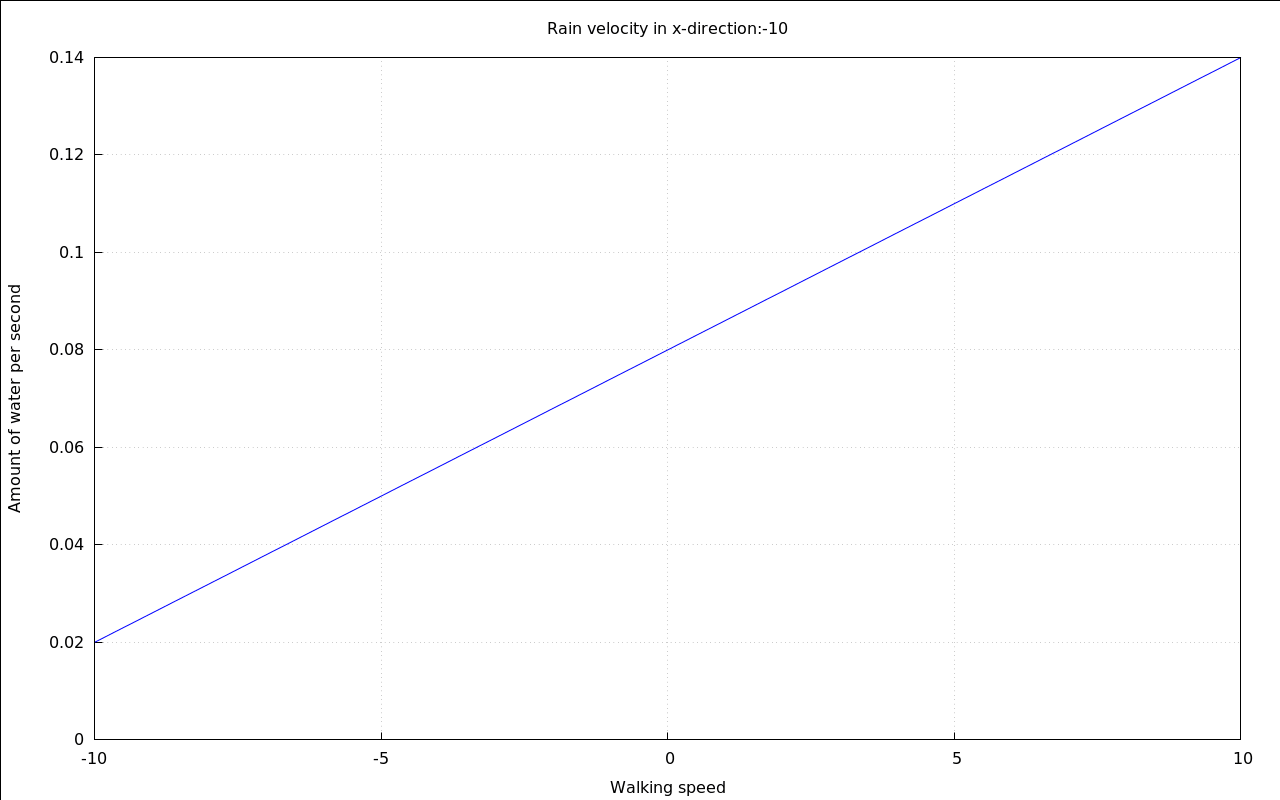 Rain velocity in x-direction:-10
0.14
0.12
0.1
0.08
0.06
0.04
0.02
0
Amount of water per second
-10 -5 0 5 10
Walking speed